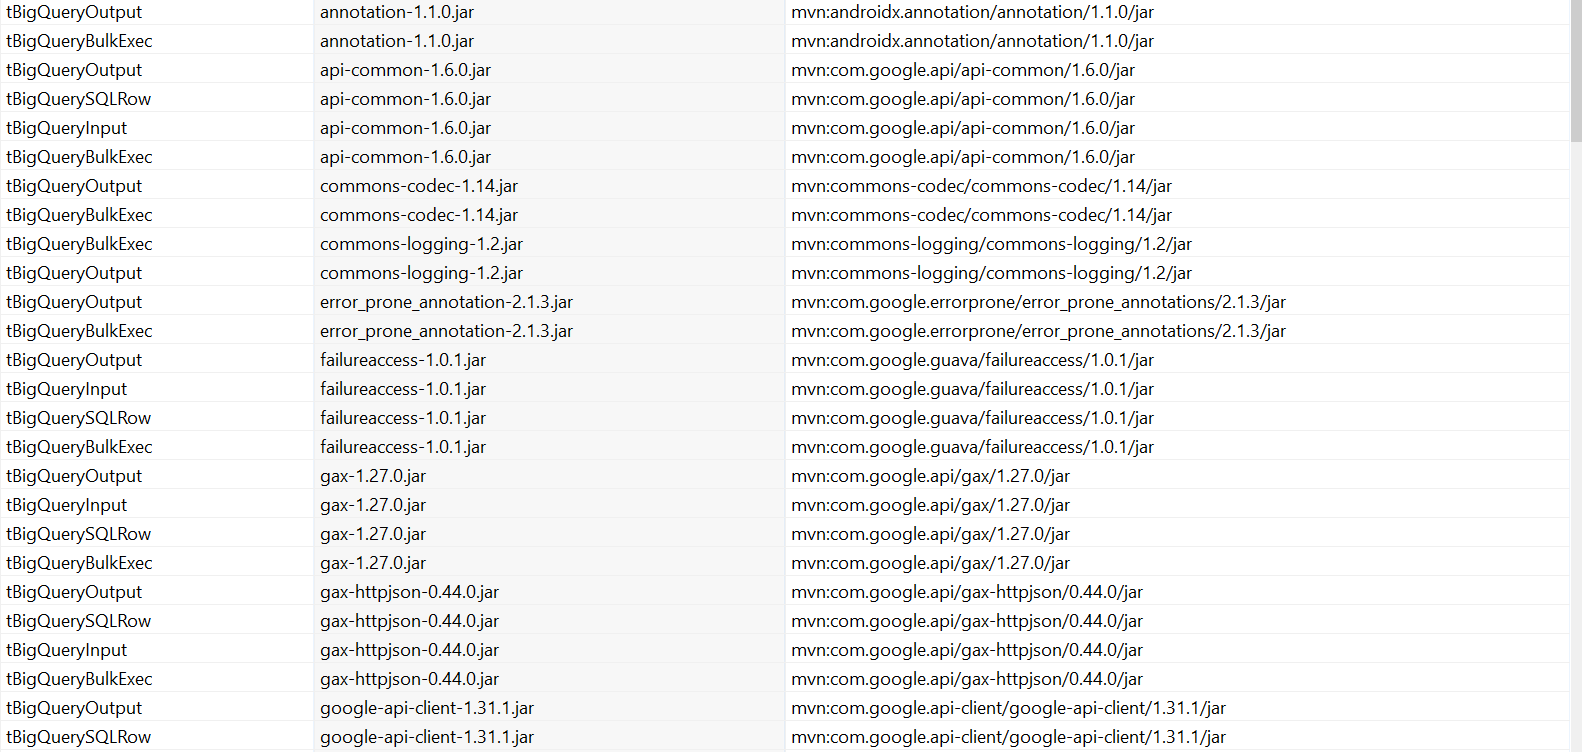 tBigQueryOutput annotation-1.1.0.jar mvn:androidx.annotation/annotation/1.1.0/jar
tBigQueryBulkExec annotation-1.1.0.jar mvn:androidx.annotation/annotation/1.1.0/jar
tBigQueryOutput api-common-1.6.0.jar mvn:com.google.api/api-common/1.6.0/jar
tBigQuerySQLRow api-common-1.6.0.jar mvn:com.google.api/api-common/1.6.0/jar
tBigQueryInput api-common-1.6.0.jar mvn:com.google.api/api-common/1.6.0/jar
tBigQueryBulkExec api-common-1.6.0.jar mvn:com.google.api/api-common/1.6.0/jar
tBigQueryOutput commons-codec-1.14.jar mvn:commons-codec/commons-codec/1.14/jar
tBigQueryBulkExec commons-codec-1.14.jar mvn:commons-codec/commons-codec/1.14/jar
tBigQueryBulkExec commons-logging-1.2.jar mvn:commons-logging/commons-logging/1.2/jar
tBigQueryOutput commons-logging-1.2.jar mvn:commons-logging/commons-logging/1.2/jar
tBigQueryOutput error_prone_annotation-2.1.3.jar mvn:com.google.errorprone/error_prone_annotations/2.1.3/jar
tBigQueryBulkExec error_prone_annotation-2.1.3.jar mvn:com.google.errorprone/error_prone_annotations/2.1.3/jar
tBigQueryOutput failureaccess-1.0.1.jar mvn:com.google.guava/failureaccess/1.0.1/jar
tBigQueryInput failureaccess-1.0.1.jar mvn:com.google.guava/failureaccess/1.0.1/jar
tBigQuerySQLRow failureaccess-1.0.1.jar mvn:com.google.guava/failureaccess/1.0.1/jar
tBigQueryBulkExec failureaccess-1.0.1.jar mvn:com.google.guava/failureaccess/1.0.1/jar
tBigQueryOutput gax-1.27.0.jar mvn:com.google.api/gax/1.27.0/jar
tBigQueryInput gax-1.27.0.jar mvn:com.google.api/gax/1.27.0/jar
tBigQuerySQLRow gax-1.27.0.jar mvn:com.google.api/gax/1.27.0/jar
tBigQueryBulkExec gax-1.27.0.jar mvn:com.google.api/gax/1.27.0/jar
tBigQueryOutput gax-httpjson-0.44.0.jar mvn:com.google.api/gax-httpjson/0.44.0/jar
tBigQuerySQLRow gax-httpjson-0.44.0.jar mvn:com.google.api/gax-httpjson/0.44.0/jar
tBigQueryInput gax-httpjson-0.44.0.jar mvn:com.google.api/gax-httpjson/0.44.0/jar
tBigQueryBulkExec gax-httpjson-0.44.0.jar mvn:com.google.api/gax-httpjson/0.44.0/jar
tBigQueryOutput google-api-client-1.31.1.jar mvn:com.google.api-client/google-api-client/1.31.1/jar
tBigQuerySQLRow google-api-client-1.31.1.jar mvn:com.google.api-client/google-api-client/1.31.1/jar